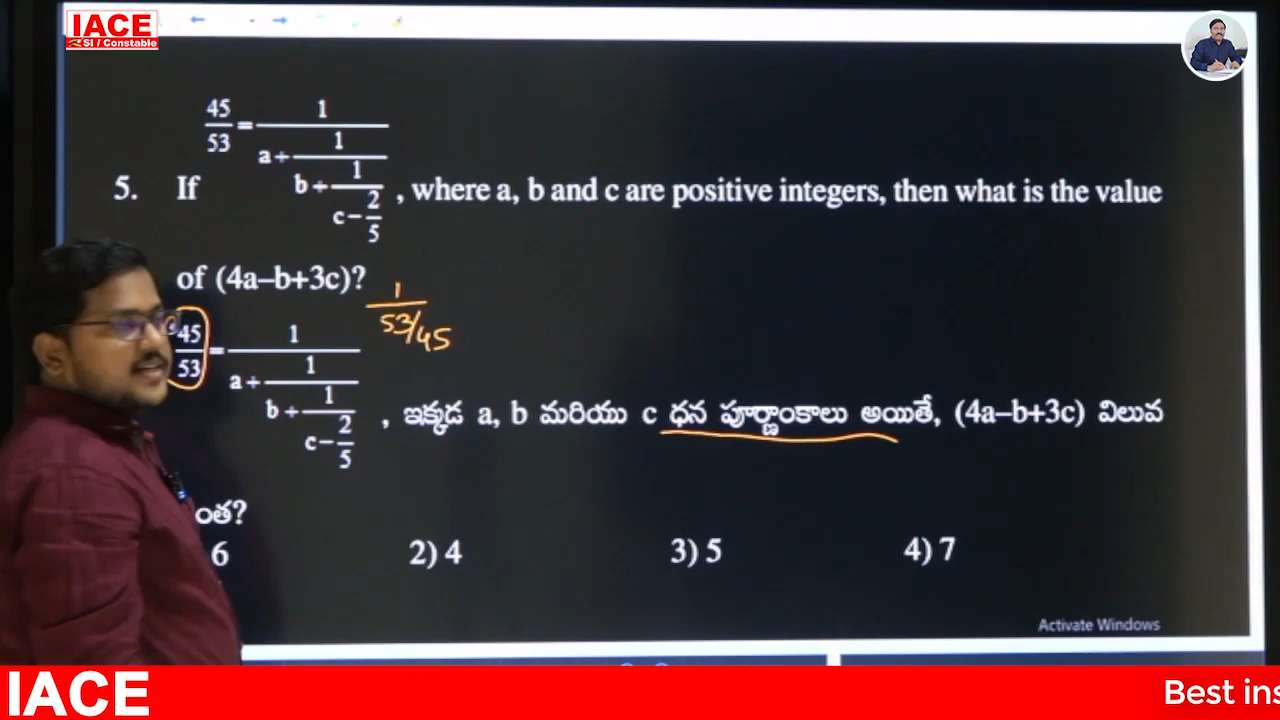 IACE
SI / Constable
45/53 = 1/(a+1/(b+1/(c−2/5)))
5. If , where a, b and c are positive integers, then what is the value
of (4a–b+3c)?
1
53/45
45/53 = 1/(a+1/(b+1/(c−2/5)))
, ఇక్కడ a, b మరియు c ధన పూర్ణాంకాలు అయితే, (4a–b+3c) విలువ
ంత?
6 2) 4 3) 5 4) 7
Activate Windows
IACE
Best ins